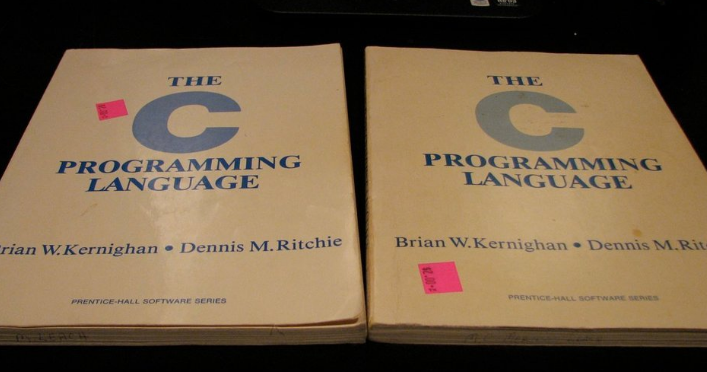 THE
C
PROGRAMMING
LANGUAGE
rian W. Kernighan • Dennis M. Ritchie
PRENTICE-HALL SOFTWARE SERIES
THE
C
PROGRAMMING
LANGUAGE
Brian W. Kernighan • Dennis M. Rit
PRENTICE-HALL SOFTWARE SERIES